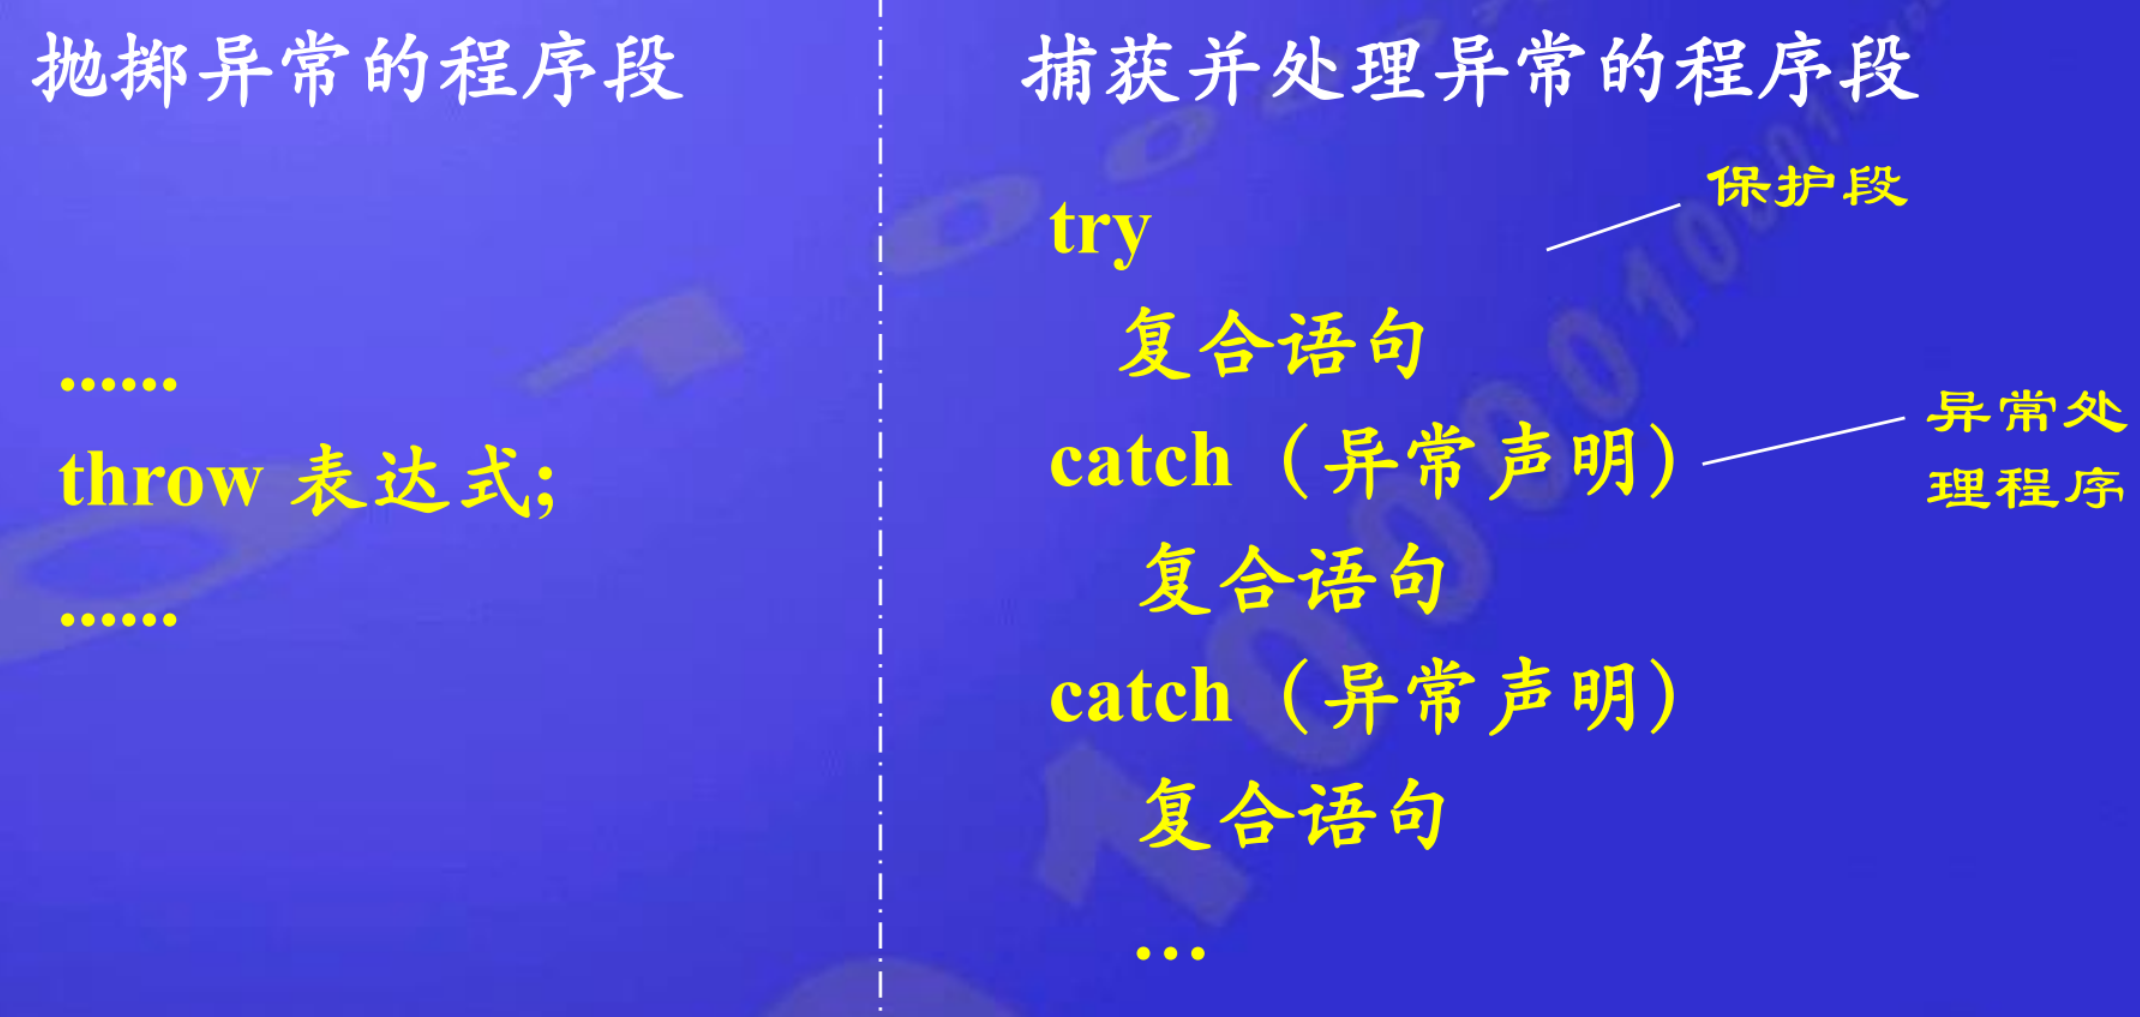 抛掷异常的程序段
......
throw 表达式;
......
捕获并处理异常的程序段
try
保护段
复合语句
catch（异常声明）
异常处
理程序
复合语句
catch（异常声明）
复合语句
…